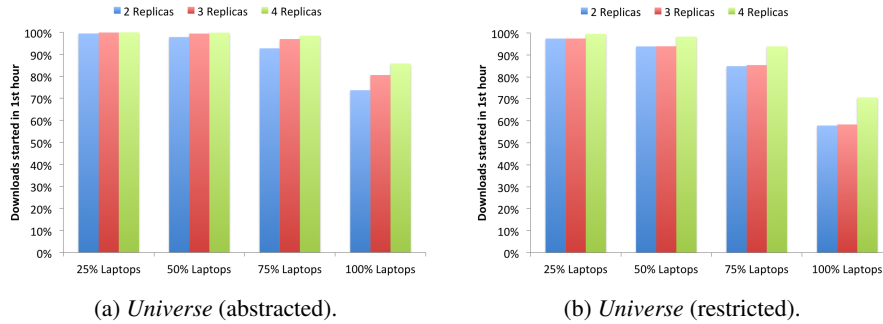 2 Replicas 3 Replicas 4 Replicas
Downloads started in 1st hour
100%
90%
80%
70%
60%
50%
40%
30%
20%
10%
0%
25% Laptops 50% Laptops 75% Laptops 100% Laptops
(a) Universe (abstracted).
2 Replicas 3 Replicas 4 Replicas
Downloads started in 1st hour
100%
90%
80%
70%
60%
50%
40%
30%
20%
10%
0%
25% Laptops 50% Laptops 75% Laptops 100% Laptops
(b) Universe (restricted).